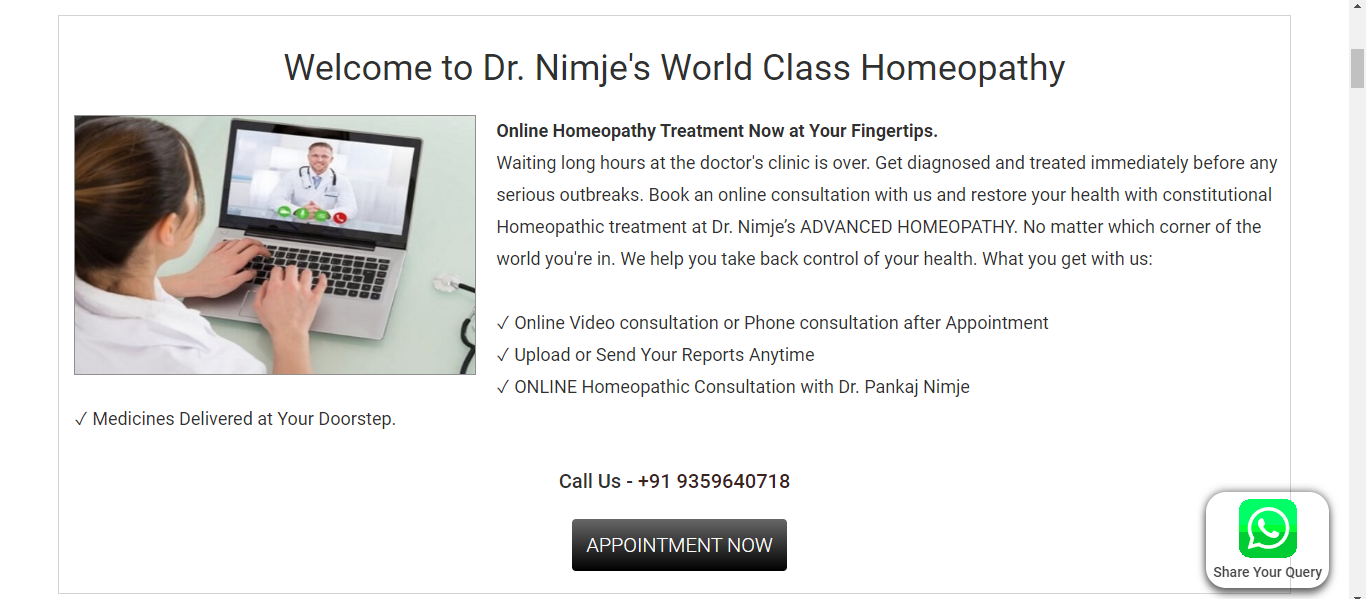 Welcome to Dr. Nimje's World Class Homeopathy
Online Homeopathy Treatment Now at Your Fingertips.
Waiting long hours at the doctor's clinic is over. Get diagnosed and treated immediately before any
serious outbreaks. Book an online consultation with us and restore your health with constitutional
Homeopathic treatment at Dr. Nimje’s ADVANCED HOMEOPATHY. No matter which corner of the
world you're in. We help you take back control of your health. What you get with us:
✓ Online Video consultation or Phone consultation after Appointment
✓ Upload or Send Your Reports Anytime
✓ ONLINE Homeopathic Consultation with Dr. Pankaj Nimje
✓ Medicines Delivered at Your Doorstep.
Call Us - +91 9359640718
APPOINTMENT NOW
Share Your Query